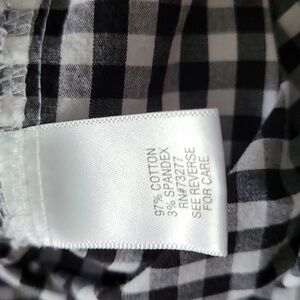 97% COTTON
3% SPANDEX
RN#73277
SEE REVERSE
FOR CARE